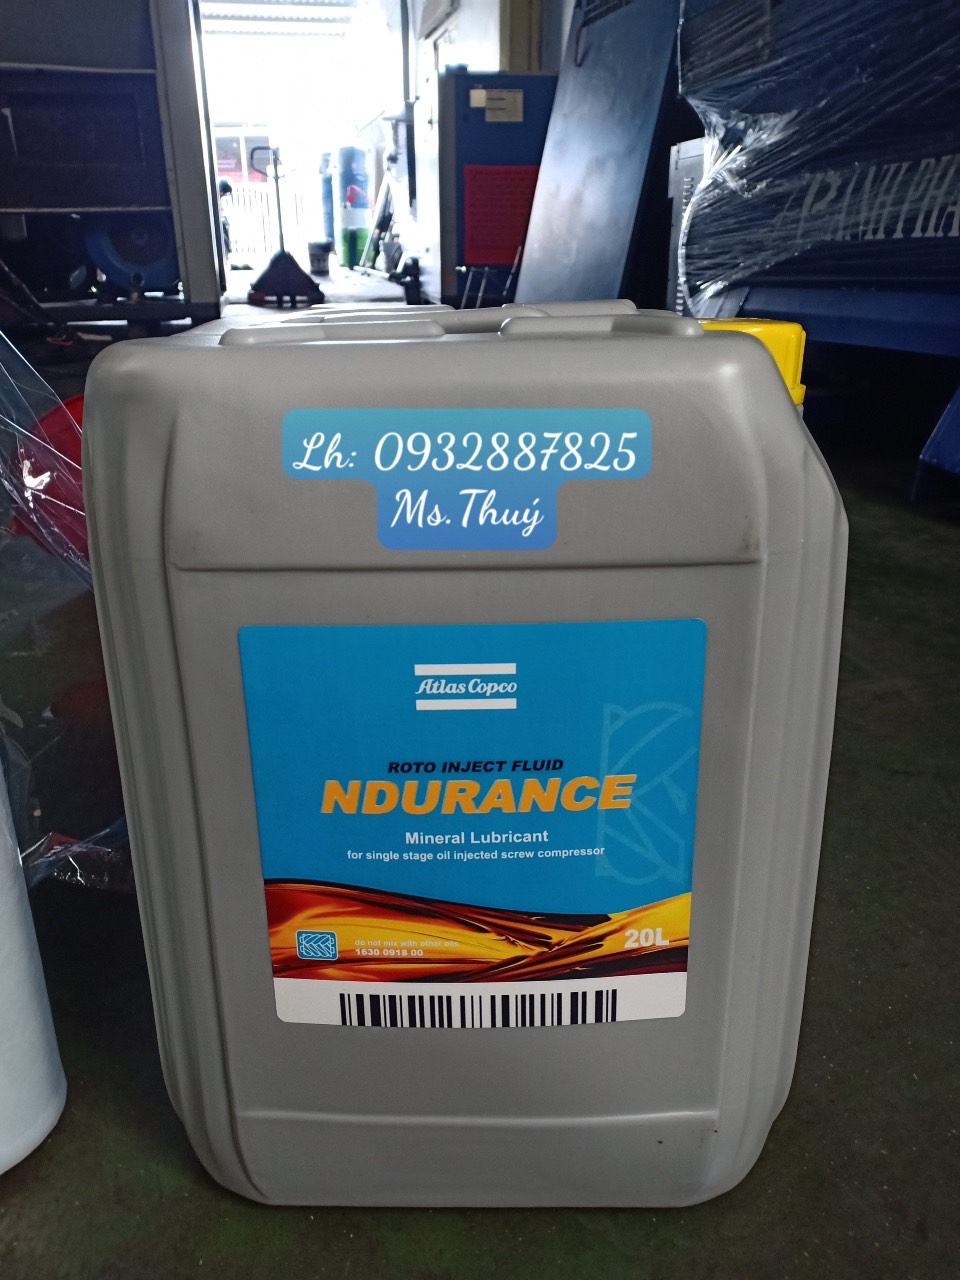 Lh: 0932887825
Ms.Thuý
Atlas Copco
ROTO INJECT FLUID
NDURANCE
Mineral Lubricant
for single stage oil injected screw compressor
do not mix with other oils
1630 0918 00
20L